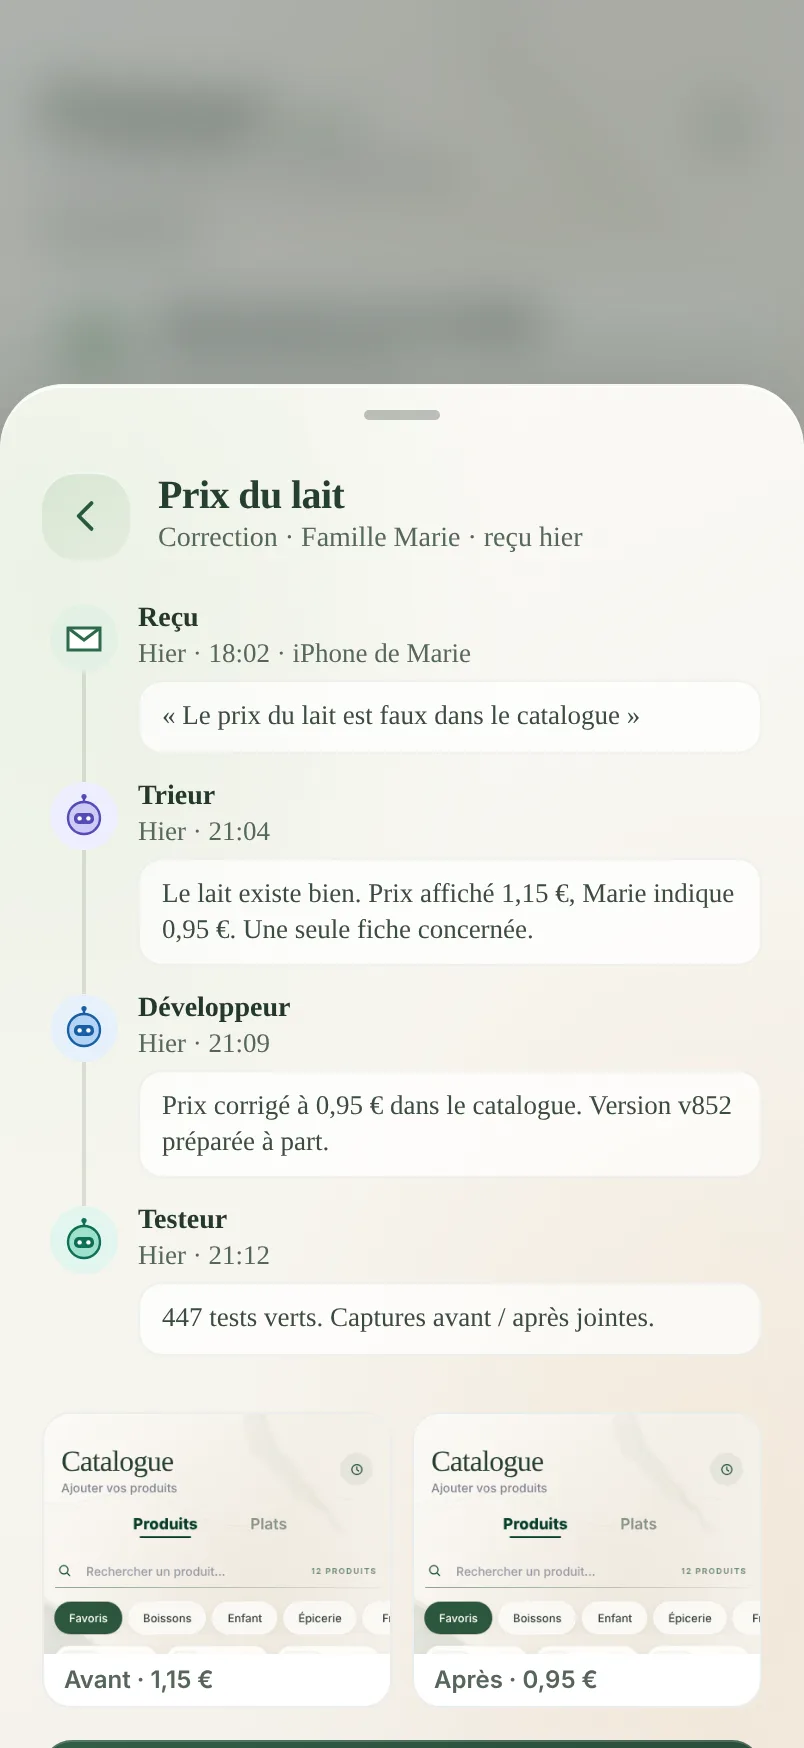 Prix du lait
Correction · Famille Marie · reçu hier
Reçu
Hier · 18:02 · iPhone de Marie
« Le prix du lait est faux dans le catalogue »
Trieur
Hier · 21:04
Le lait existe bien. Prix affiché 1,15 €, Marie indique
0,95 €. Une seule fiche concernée.
Développeur
Hier · 21:09
Prix corrigé à 0,95 € dans le catalogue. Version v852
préparée à part.
Testeur
Hier · 21:12
447 tests verts. Captures avant / après jointes.
Catalogue
Ajouter vos produits
Produits Plats
Rechercher un produit... 12 PRODUITS
Favoris Boissons Enfant Épicerie
Avant · 1,15 €
Catalogue
Ajouter vos produits
Produits Plats
Rechercher un produit... 12 PRODUITS
Favoris Boissons Enfant Épicerie
Après · 0,95 €